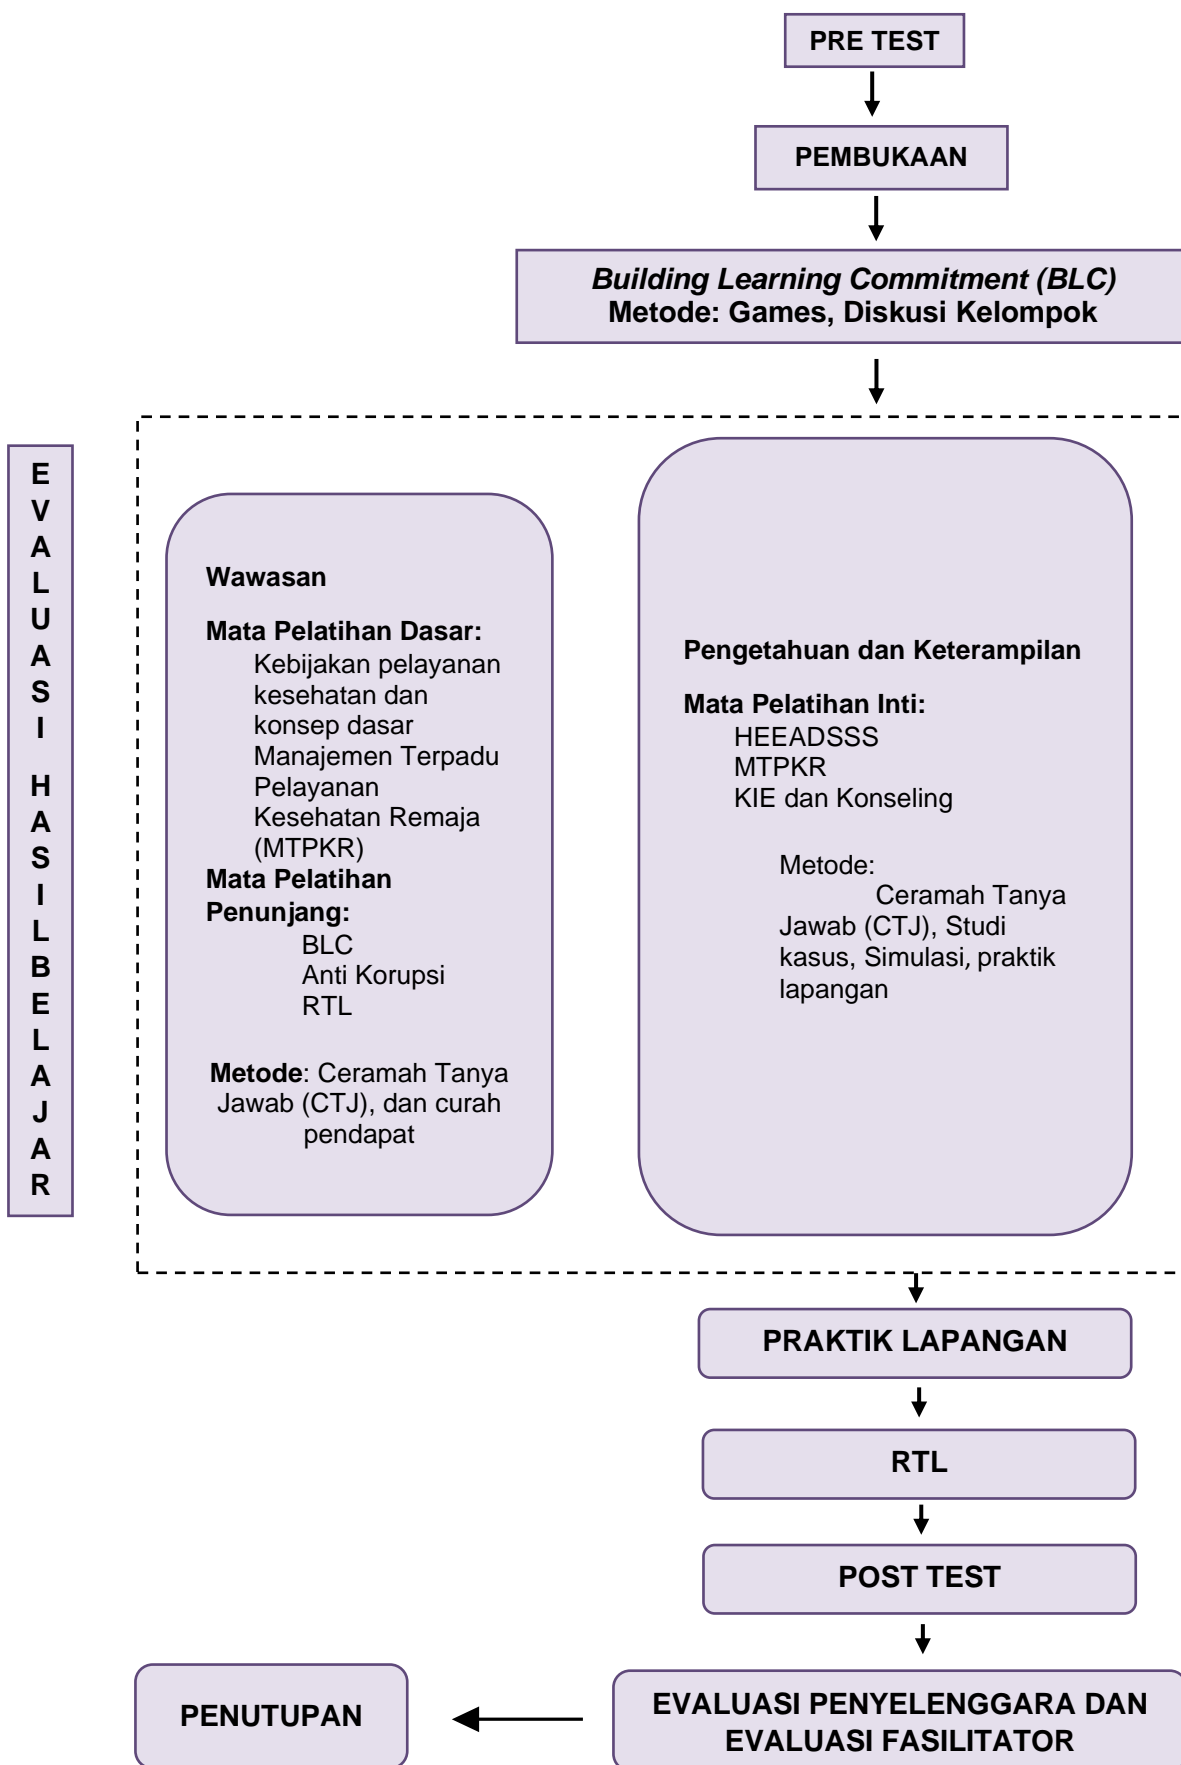 PRE TEST
PEMBUKAAN
Building Learning Commitment (BLC)
Metode: Games, Diskusi Kelompok
E
V
A
L
U
A
S
I
H
A
S
I
L
B
E
L
A
J
A
R
Wawasan
Mata Pelatihan Dasar:
Kebijakan pelayanan
kesehatan dan
konsep dasar
Manajemen Terpadu
Pelayanan
Kesehatan Remaja
(MTPKR)
Mata Pelatihan
Penunjang:
BLC
Anti Korupsi
RTL
Metode: Ceramah Tanya
Jawab (CTJ), dan curah
pendapat
Pengetahuan dan Keterampilan
Mata Pelatihan Inti:
HEEADSSS
MTPKR
KIE dan Konseling
Metode:
Ceramah Tanya
Jawab (CTJ), Studi
kasus, Simulasi, praktik
lapangan
PRAKTIK LAPANGAN
RTL
POST TEST
EVALUASI PENYELENGGARA DAN
EVALUASI FASILITATOR
PENUTUPAN